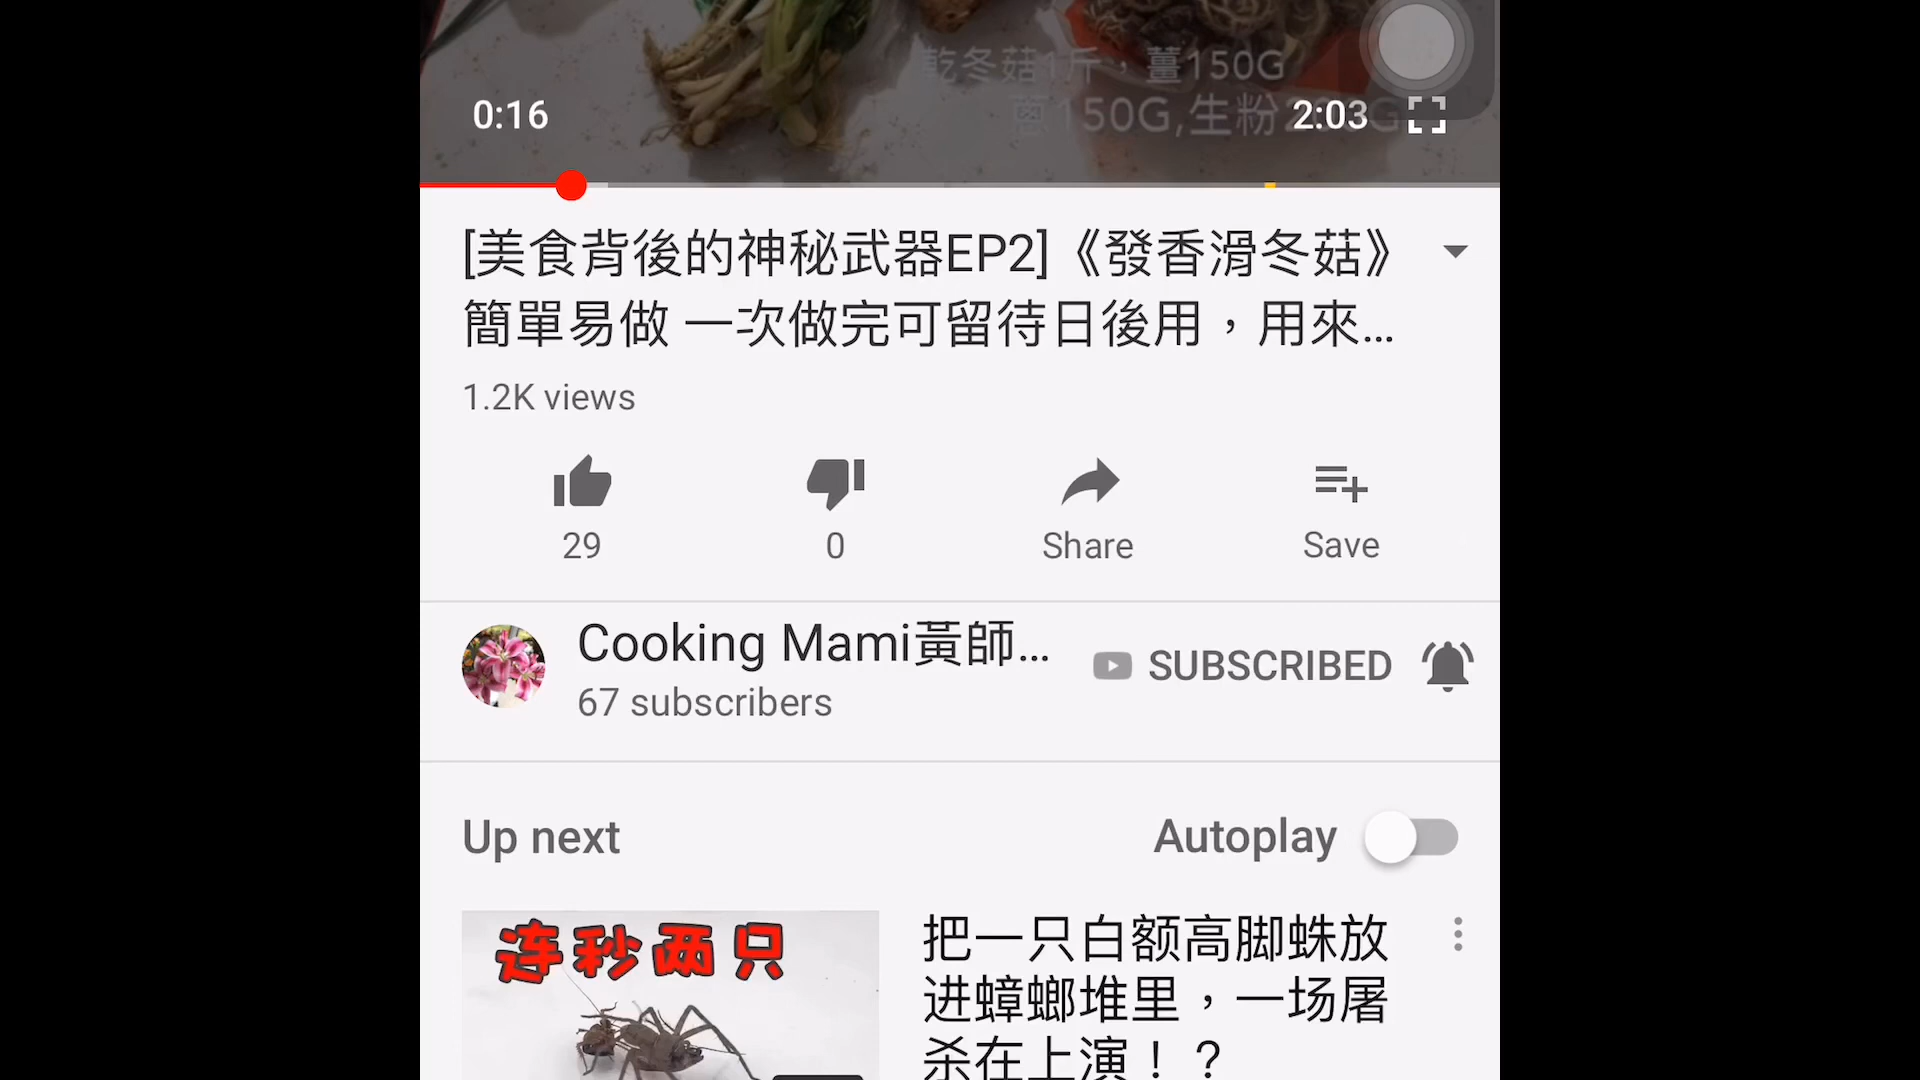 乾冬菇1斤，薑150G
0:16
2:03
150G,生粉2
[美食背後的神秘武器EP2]《發香滑冬菇》
簡單易做 一次做完可留待日後用，用來...
1.2K views
29
0
Share
Save
Cooking Mami黃師...
SUBSCRIBED
67 subscribers
Up next
Autoplay
连秒两只
把一只白额高脚蛛放
进蟑螂堆里，一场屠
杀在上演！？